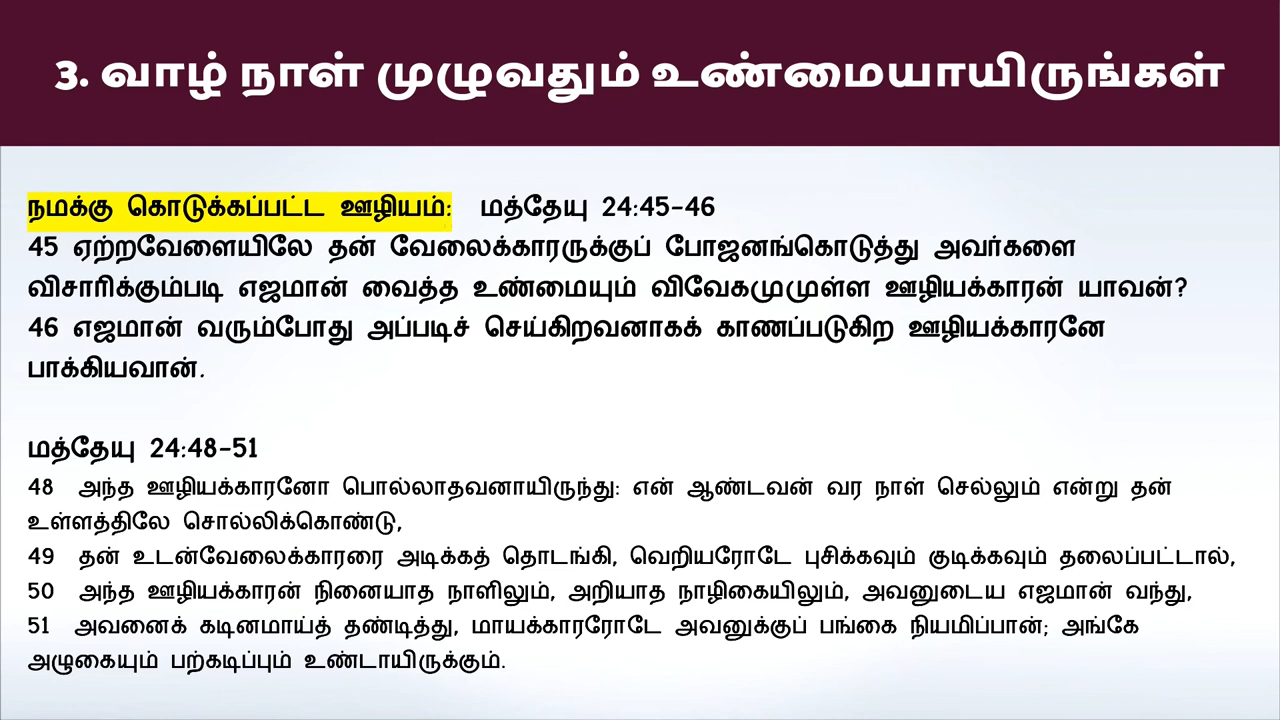 3. வாழ் நாள் முழுவதும் உண்மையாயிருங்கள்
நமக்கு கொடுக்கப்பட்ட ஊழியம்: மத்தேயு 24:45-46
45 ஏற்றவேளையிலே தன் வேலைக்காரருக்குப் போஜனங்கொடுத்து அவர்களை
விசாரிக்கும்படி எஜமான் வைத்த உண்மையும் விவேகமுமுள்ள ஊழியக்காரன் யாவன்?
46 எஜமான் வரும்போது அப்படிச் செய்கிறவனாகக் காணப்படுகிற ஊழியக்காரனே
பாக்கியவான்.
மத்தேயு 24:48-51
48 அந்த ஊழியக்காரனோ பொல்லாதவனாயிருந்து: என் ஆண்டவன் வர நாள் செல்லும் என்று தன்
உள்ளத்திலே சொல்லிக்கொண்டு,
49 தன் உடன்வேலைக்காரரை அடிக்கத் தொடங்கி, வெறியரோடே புசிக்கவும் குடிக்கவும் தலைப்பட்டால்,
50 அந்த ஊழியக்காரன் நினையாத நாளிலும், அறியாத நாழிகையிலும், அவனுடைய எஜமான் வந்து,
51 அவனைக் கடினமாய்த் தண்டித்து, மாயக்காரரோடே அவனுக்குப் பங்கை நியமிப்பான்; அங்கே
அழுகையும் பற்கடிப்பும் உண்டாயிருக்கும்.